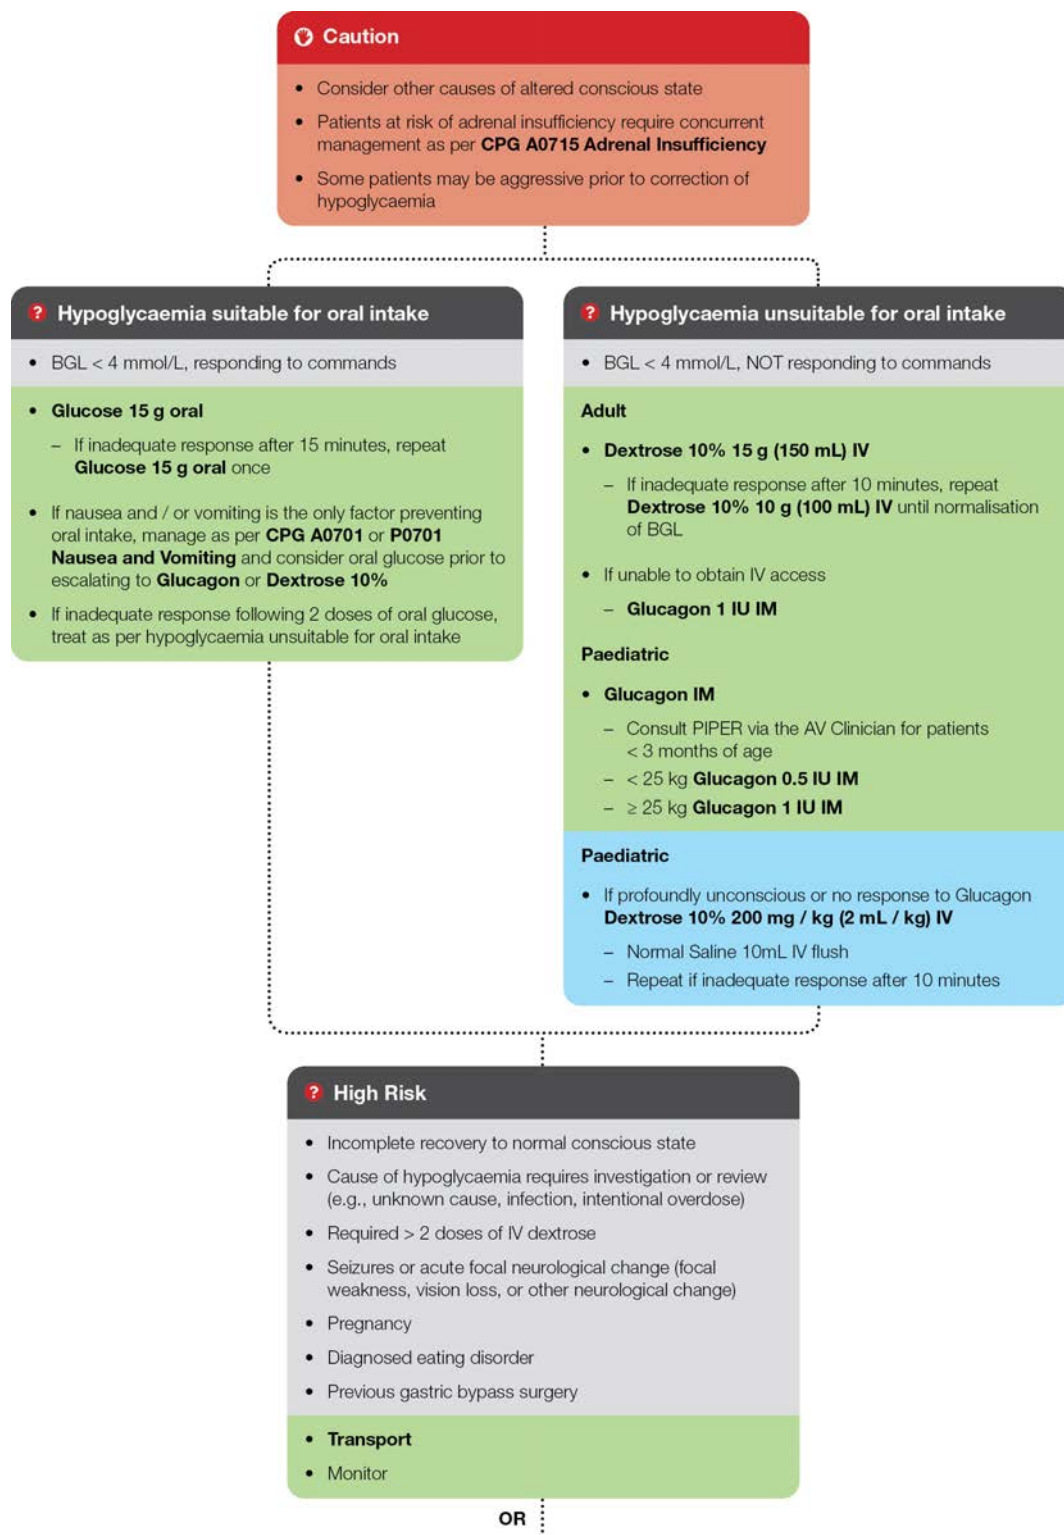 Caution
• Consider other causes of altered conscious state
• Patients at risk of adrenal insufficiency require concurrent
management as per CPG A0715 Adrenal Insufficiency
• Some patients may be aggressive prior to correction of
hypoglycaemia
? Hypoglycaemia suitable for oral intake
• BGL < 4 mmol/L, responding to commands
• Glucose 15 g oral
– If inadequate response after 15 minutes, repeat
Glucose 15 g oral once
• If nausea and / or vomiting is the only factor preventing
oral intake, manage as per CPG A0701 or P0701
Nausea and Vomiting and consider oral glucose prior to
escalating to Glucagon or Dextrose 10%
• If inadequate response following 2 doses of oral glucose,
treat as per hypoglycaemia unsuitable for oral intake
? Hypoglycaemia unsuitable for oral intake
• BGL < 4 mmol/L, NOT responding to commands
Adult
• Dextrose 10% 15 g (150 mL) IV
– If inadequate response after 10 minutes, repeat
Dextrose 10% 10 g (100 mL) IV until normalisation
of BGL
• If unable to obtain IV access
– Glucagon 1 IU IM
Paediatric
• Glucagon IM
– Consult PIPER via the AV Clinician for patients
< 3 months of age
– < 25 kg Glucagon 0.5 IU IM
– ≥ 25 kg Glucagon 1 IU IM
Paediatric
• If profoundly unconscious or no response to Glucagon
Dextrose 10% 200 mg / kg (2 mL / kg) IV
– Normal Saline 10mL IV flush
– Repeat if inadequate response after 10 minutes
? High Risk
• Incomplete recovery to normal conscious state
• Cause of hypoglycaemia requires investigation or review
(e.g., unknown cause, infection, intentional overdose)
• Required > 2 doses of IV dextrose
• Seizures or acute focal neurological change (focal
weakness, vision loss, or other neurological change)
• Pregnancy
• Diagnosed eating disorder
• Previous gastric bypass surgery
• Transport
• Monitor
OR